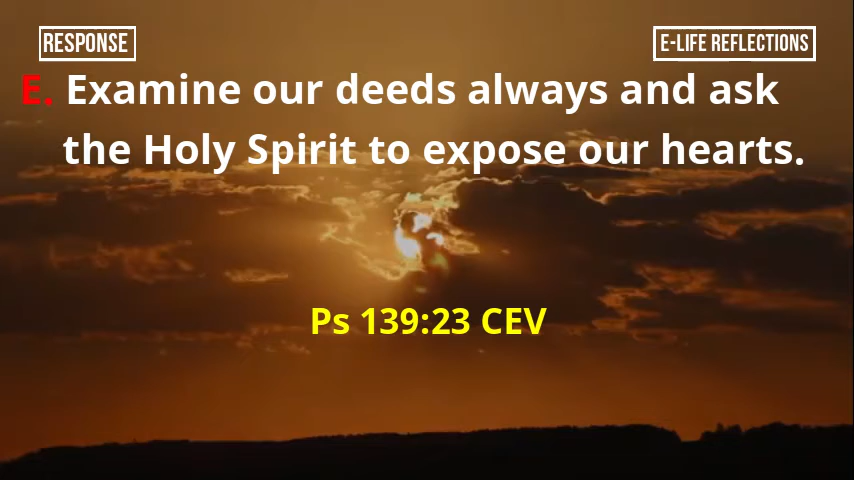 RESPONSE
E-LIFE REFLECTIONS
E. Examine our deeds always and ask
the Holy Spirit to expose our hearts.
Ps 139:23 CEV